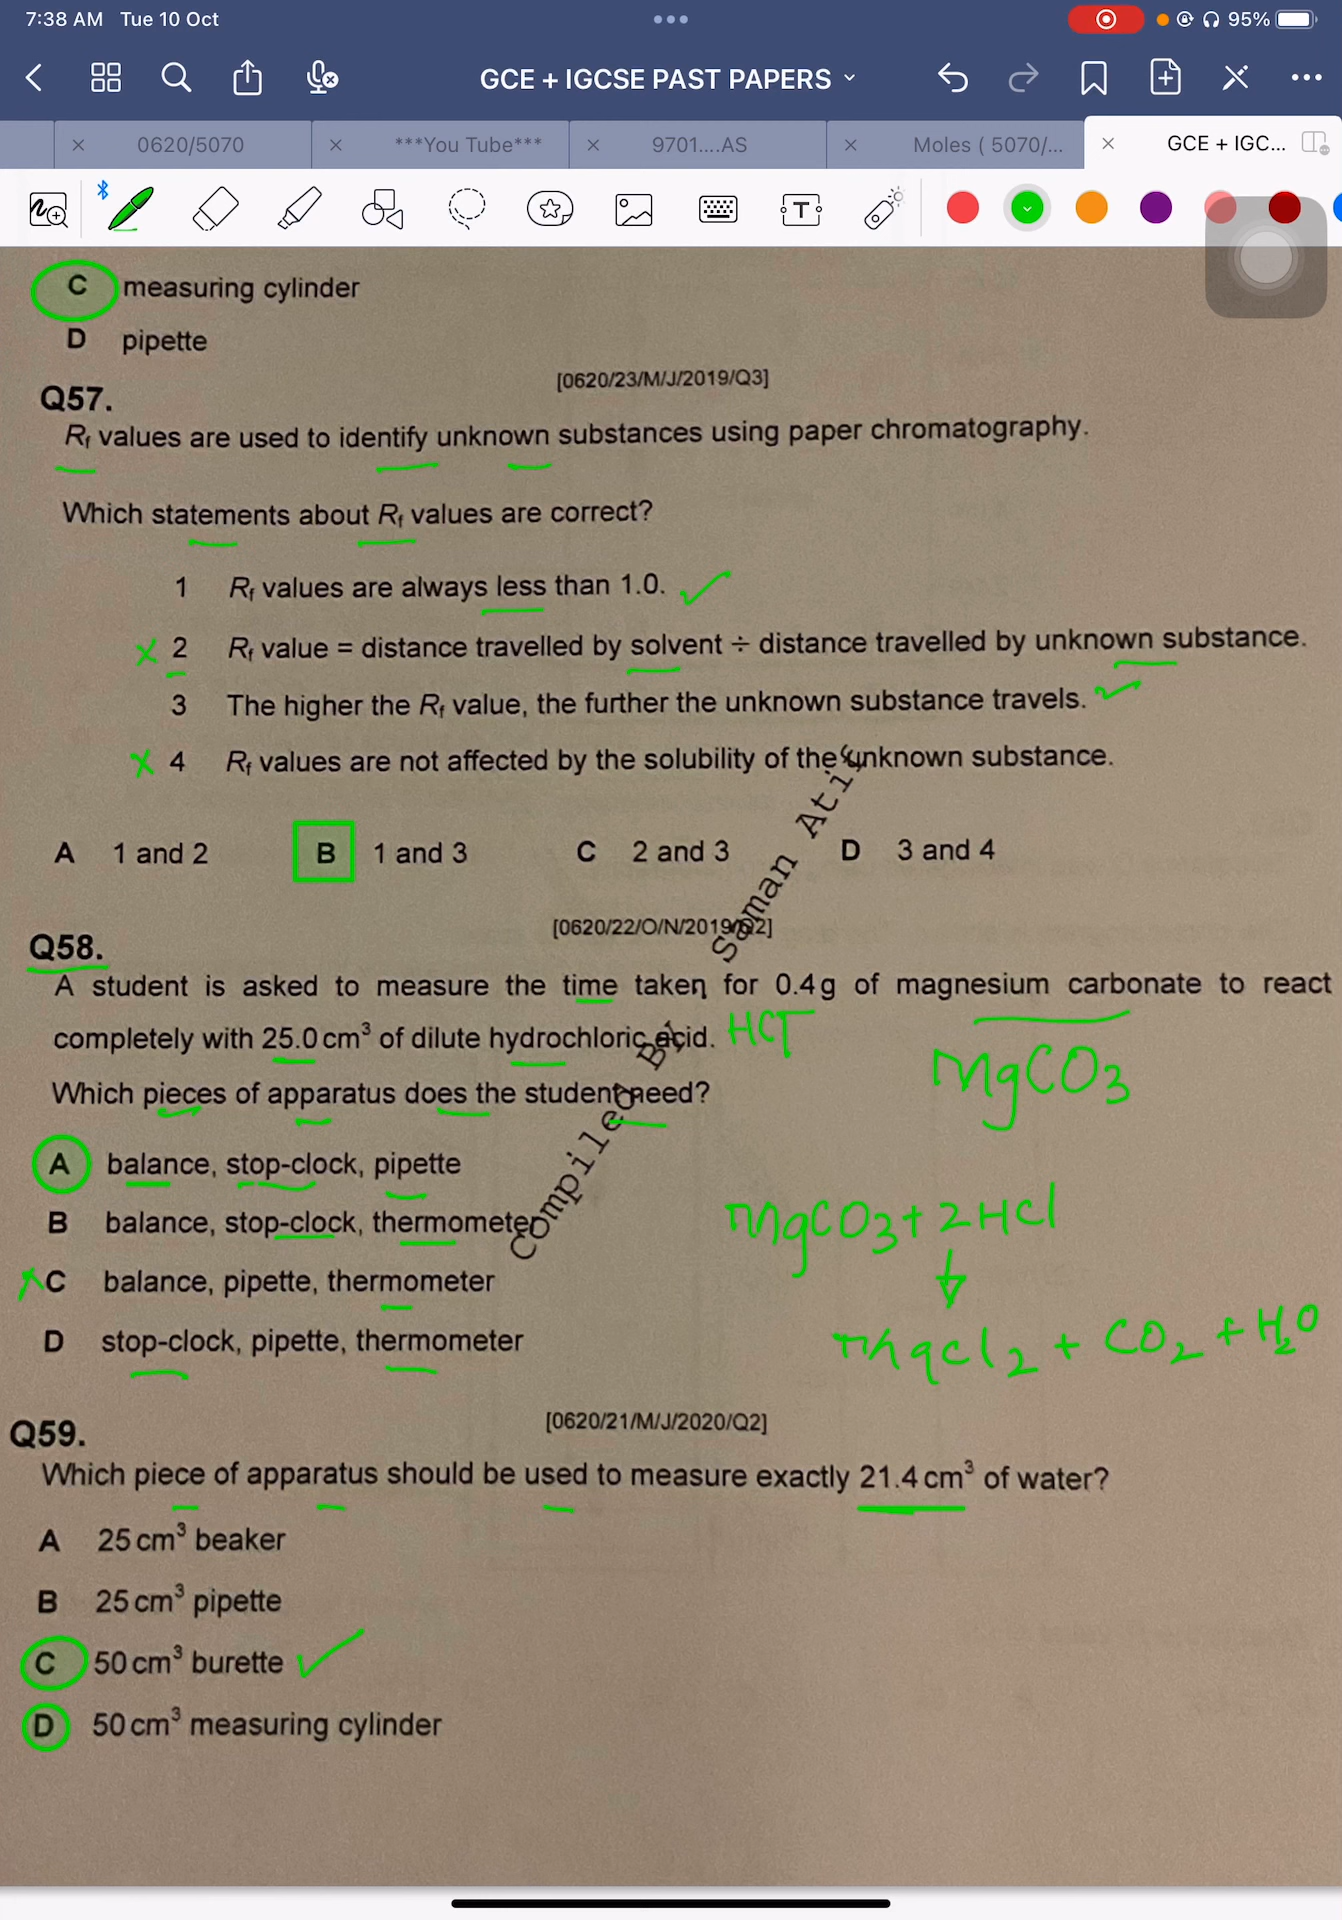 7:38 AM Tue 10 Oct
95%
GCE + IGCSE PAST PAPERS
0620/5070
***You Tube***
9701....AS
Moles ( 5070/...
GCE + IGC...
C measuring cylinder
D pipette
[0620/23/M/J/2019/Q3]
Q57.
Rf values are used to identify unknown substances using paper chromatography.
Which statements about Rf values are correct?
1 Rf values are always less than 1.0.
2 Rf value = distance travelled by solvent ÷ distance travelled by unknown substance.
3 The higher the Rf value, the further the unknown substance travels.
4 Rf values are not affected by the solubility of the unknown substance.
A 1 and 2 B 1 and 3 C 2 and 3 D 3 and 4
[0620/22/O/N/2019/Q2]
Q58.
A student is asked to measure the time taken for 0.4 g of magnesium carbonate to react
completely with 25.0 cm³ of dilute hydrochloric acid.
MgCO3
Which pieces of apparatus does the student need?
A balance, stop-clock, pipette
B balance, stop-clock, thermometer
C balance, pipette, thermometer
D stop-clock, pipette, thermometer
MgCO3 + 2HCl
MgCl2 + CO2 + H2O
Compiled By Saman Atif
[0620/21/M/J/2020/Q2]
Q59.
Which piece of apparatus should be used to measure exactly 21.4 cm³ of water?
A 25 cm³ beaker
B 25 cm³ pipette
C 50 cm³ burette
D 50 cm³ measuring cylinder